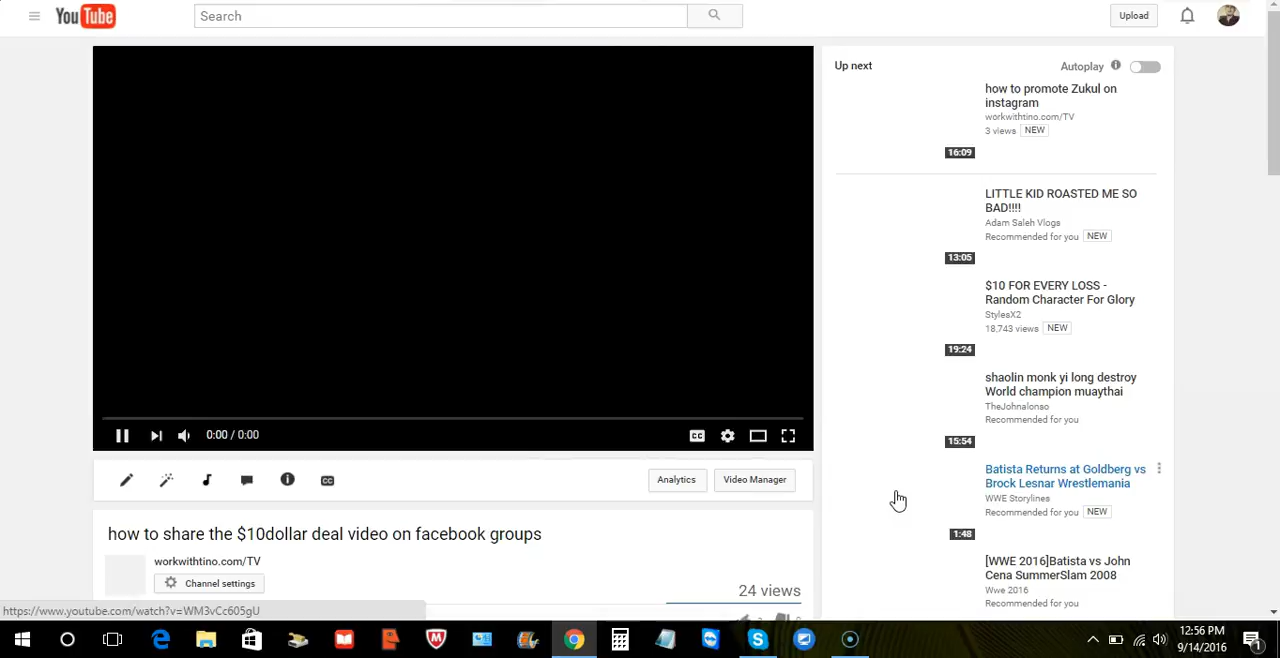 YouTube
Search
Upload
Up next
Autoplay
how to promote Zukul on
instagram
workwithtino.com/TV
3 views NEW
16:09
LITTLE KID ROASTED ME SO
BAD!!!!
Adam Saleh Vlogs
Recommended for you NEW
13:05
$10 FOR EVERY LOSS -
Random Character For Glory
StylesX2
18,743 views NEW
19:24
shaolin monk yi long destroy
World champion muaythai
TheJohnalonso
Recommended for you
15:54
Batista Returns at Goldberg vs
Brock Lesnar Wrestlemania
WWE Storylines
Recommended for you NEW
1:48
[WWE 2016]Batista vs John
Cena SummerSlam 2008
Wwe 2016
Recommended for you
0:00 / 0:00
CC
CC
Analytics
Video Manager
how to share the $10dollar deal video on facebook groups
workwithtino.com/TV
Channel settings
24 views
https://www.youtube.com/watch?v=WM3vCc605gU
12:56 PM
9/14/2016